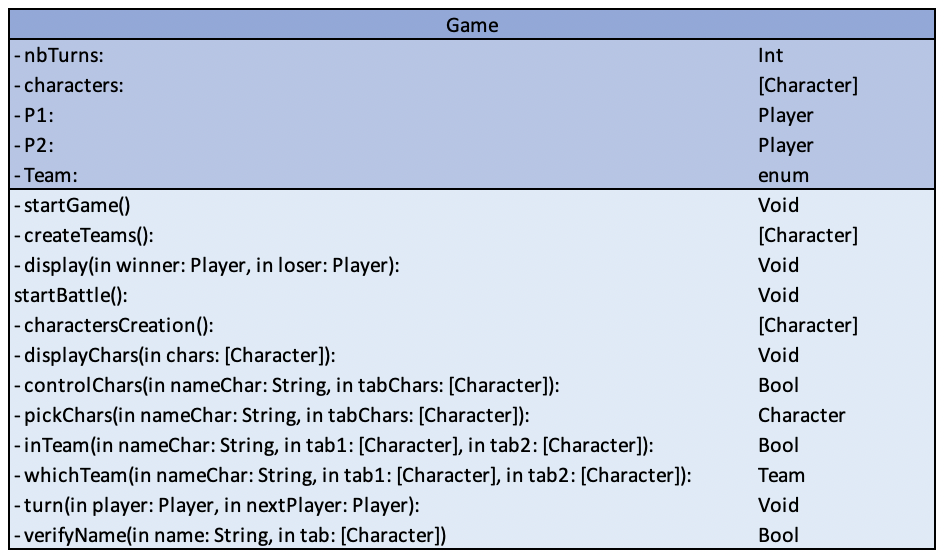 Game
- nbTurns: Int
- characters: [Character]
- P1: Player
- P2: Player
- Team: enum
- startGame() Void
- createTeams(): [Character]
- display(in winner: Player, in loser: Player): Void
startBattle(): Void
- charactersCreation(): [Character]
- displayChars(in chars: [Character]): Void
- controlChars(in nameChar: String, in tabChars: [Character]): Bool
- pickChars(in nameChar: String, in tabChars: [Character]): Character
- inTeam(in nameChar: String, in tab1: [Character], in tab2: [Character]): Bool
- whichTeam(in nameChar: String, in tab1: [Character], in tab2: [Character]): Team
- turn(in player: Player, in nextPlayer: Player): Void
- verifyName(in name: String, in tab: [Character]) Bool